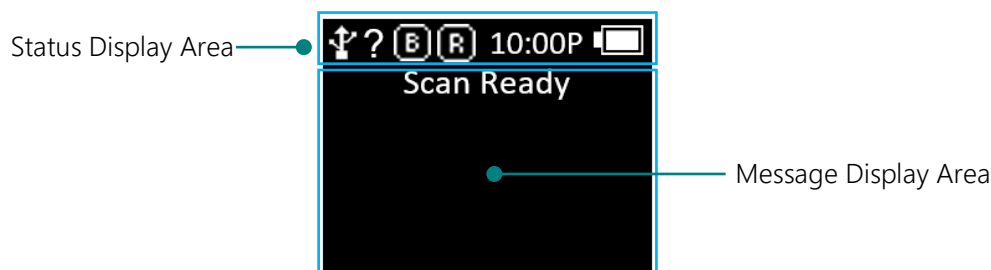 Status Display Area
? B R 10:00P
Scan Ready
Message Display Area